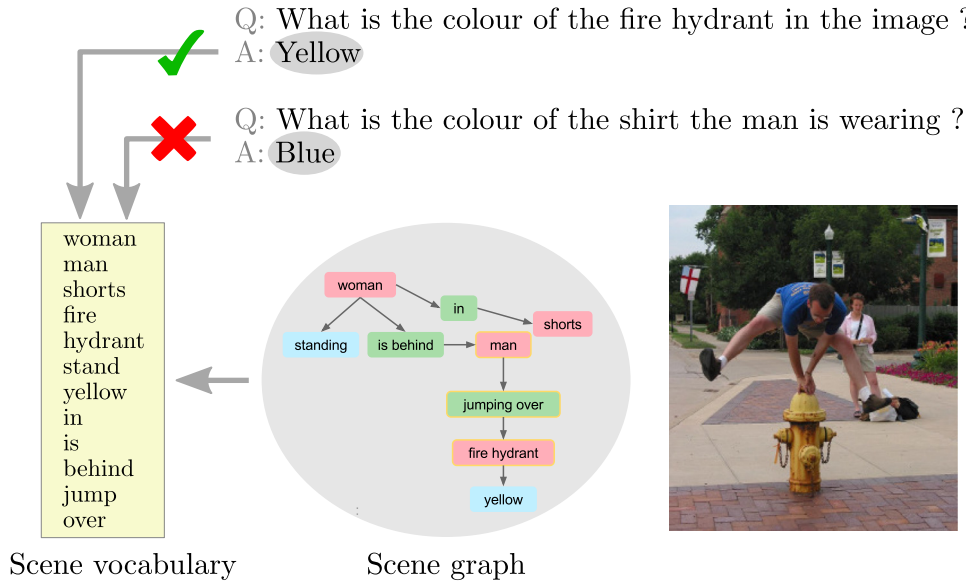 Q: What is the colour of the fire hydrant in the image ?
A: Yellow
Q: What is the colour of the shirt the man is wearing ?
A: Blue
woman
man
shorts
fire
hydrant
stand
yellow
in
is
behind
jump
over
Scene vocabulary
woman
in
shorts
standing
is behind
man
jumping over
fire hydrant
yellow
:
Scene graph